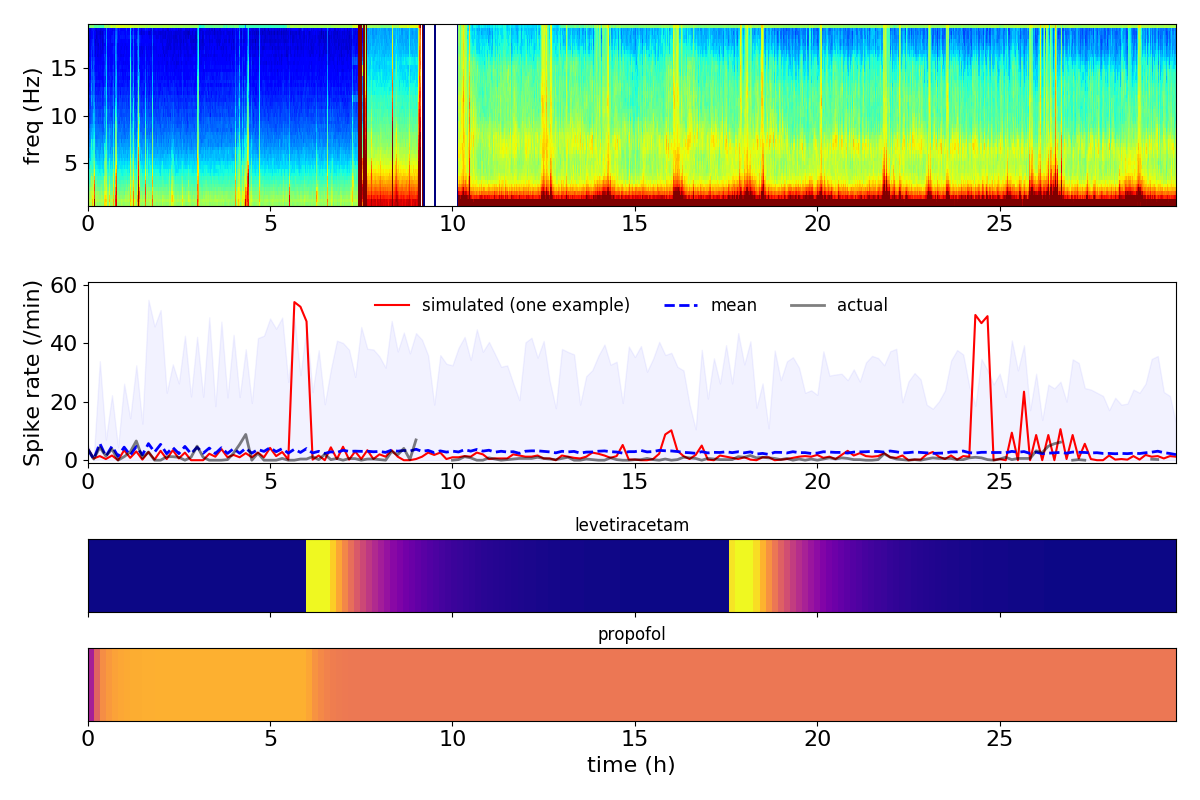 freq (Hz)
15
10
5
0 5 10 15 20 25
Spike rate (/min)
60
40
20
0
simulated (one example) mean actual
0 5 10 15 20 25
levetiracetam
propofol
0 5 10 15 20 25
time (h)